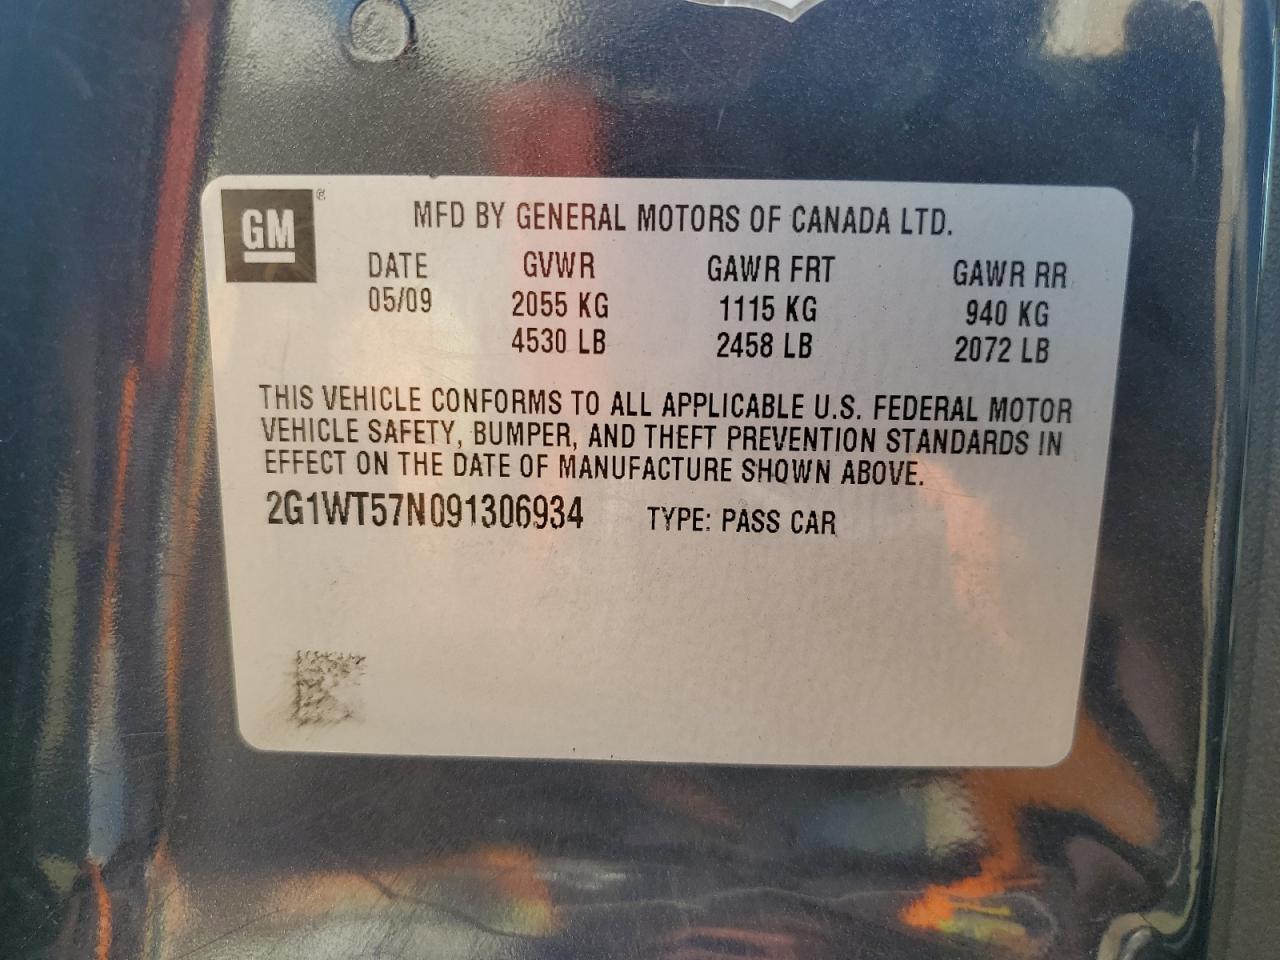 GM®
MFD BY GENERAL MOTORS OF CANADA LTD.
DATE GVWR GAWR FRT GAWR RR
05/09 2055 KG 1115 KG 940 KG
4530 LB 2458 LB 2072 LB
THIS VEHICLE CONFORMS TO ALL APPLICABLE U.S. FEDERAL MOTOR
VEHICLE SAFETY, BUMPER, AND THEFT PREVENTION STANDARDS IN
EFFECT ON THE DATE OF MANUFACTURE SHOWN ABOVE.
2G1WT57N091306934 TYPE: PASS CAR